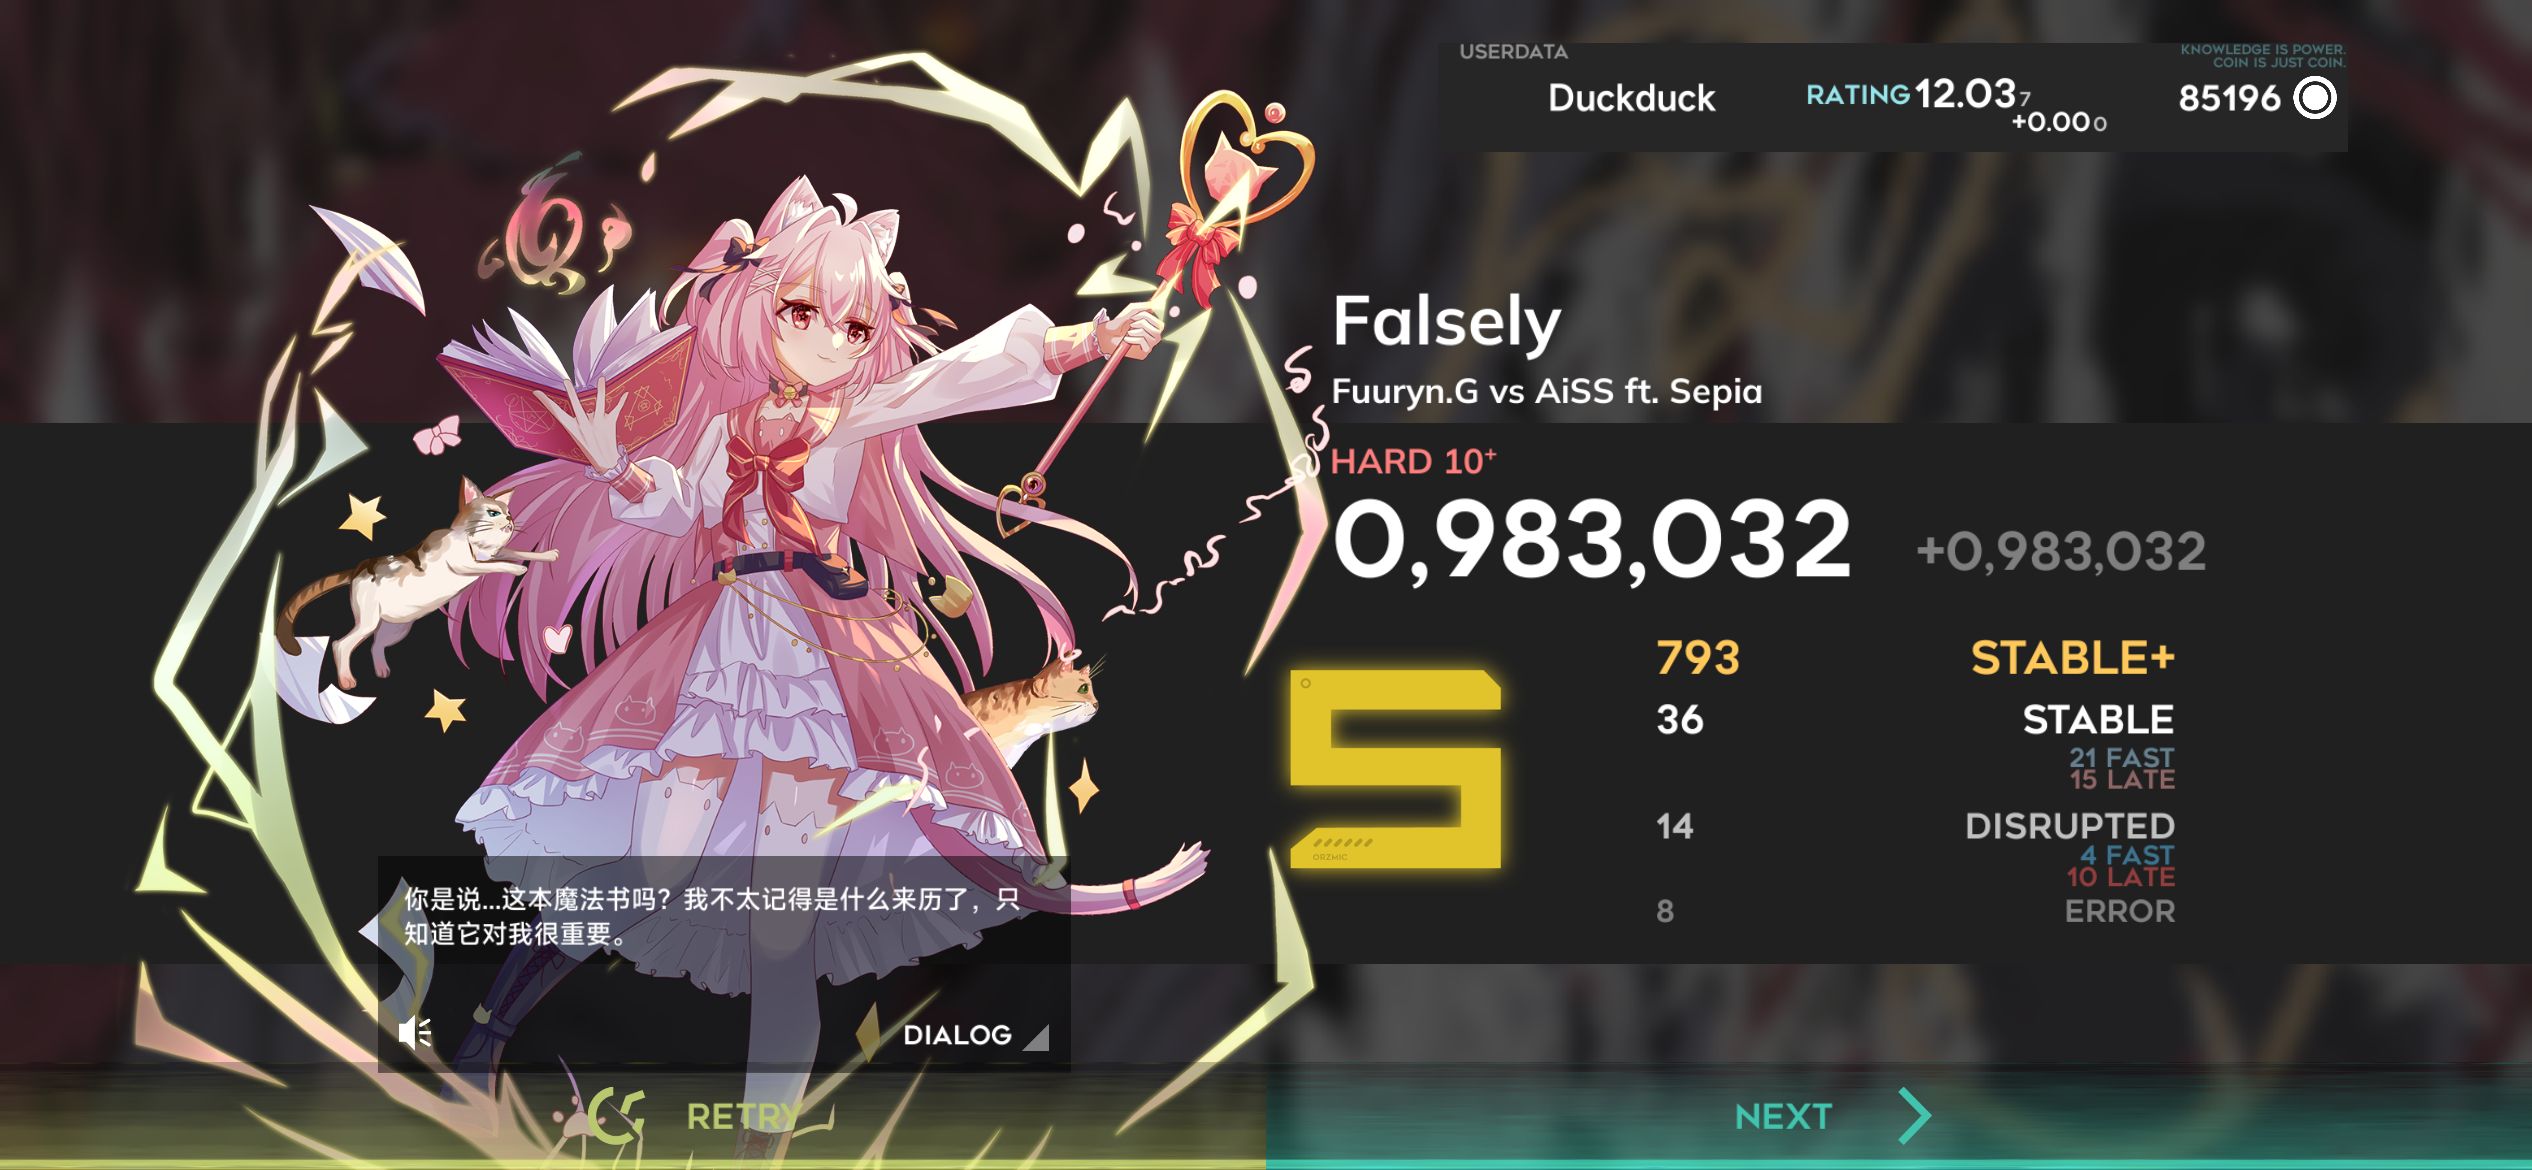 USERDATA
Duckduck
RATING 12.037
+0.000
KNOWLEDGE IS POWER.
COIN IS JUST COIN.
85196
Falsely
Fuuryn.G vs AiSS ft. Sepia
HARD 10+
0,983,032 +0,983,032
793 STABLE+
36 STABLE
21 FAST
15 LATE
14 DISRUPTED
4 FAST
10 LATE
8 ERROR
S
ORZMIC
你是说...这本魔法书吗？我不太记得是什么来历了，只
知道它对我很重要。
DIALOG
RETRY
NEXT